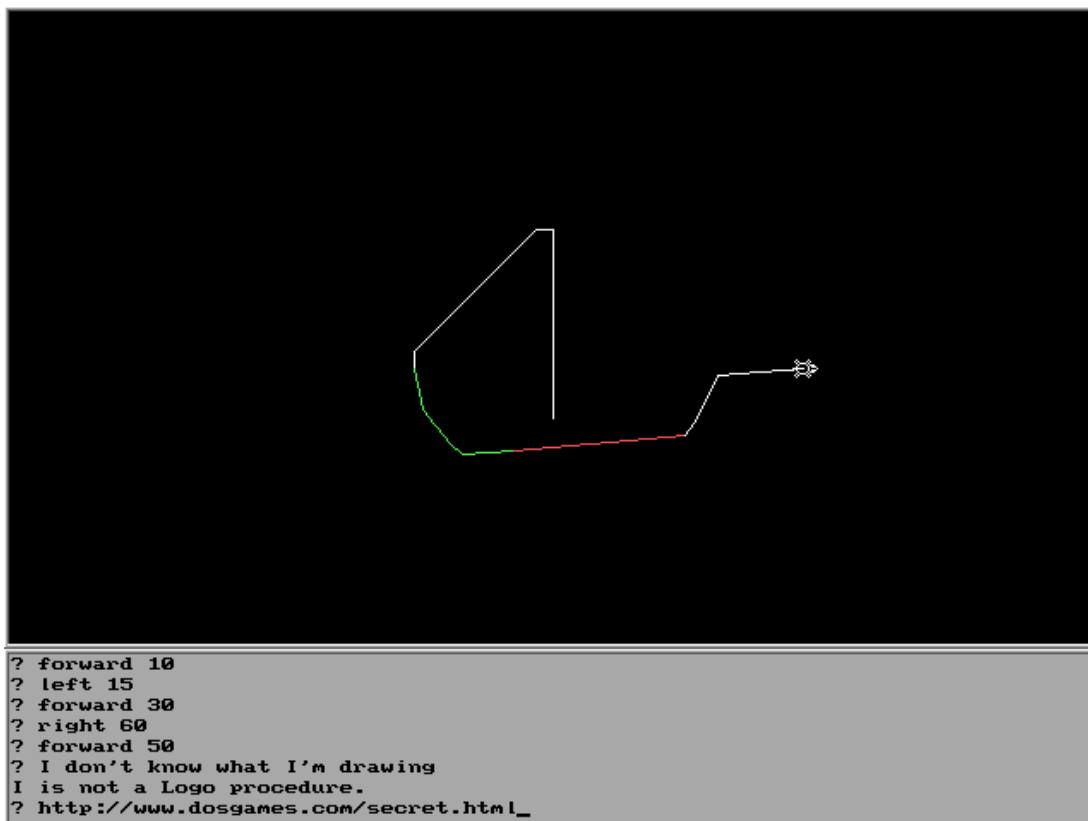 ? forward 10
? left 15
? forward 30
? right 60
? forward 50
? I don't know what I'm drawing
I is not a Logo procedure.
? http://www.dosgames.com/secret.html_